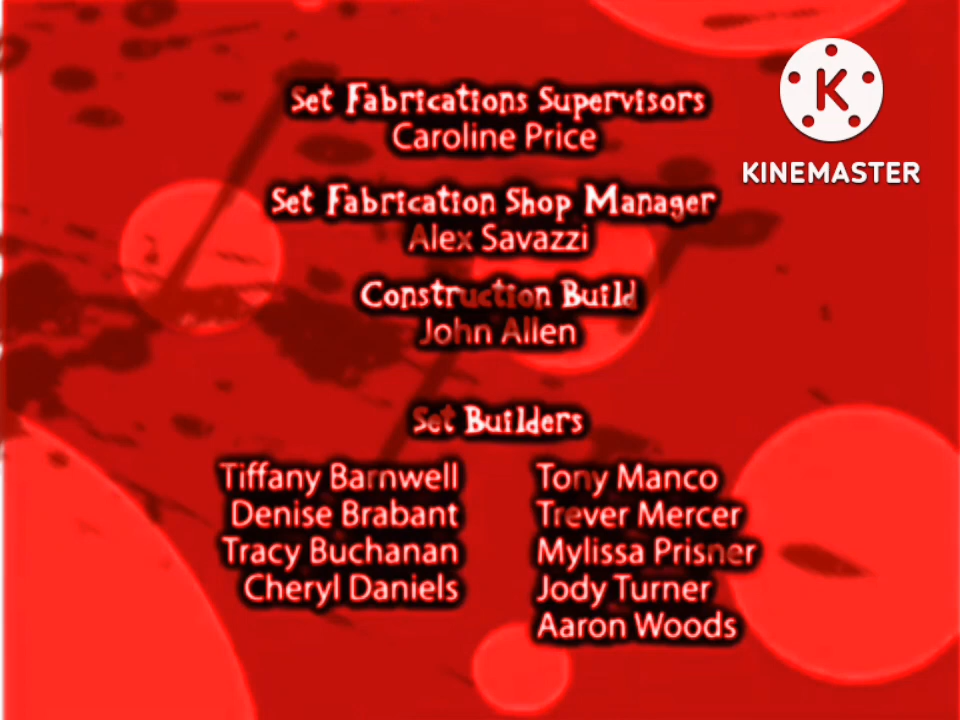 K
KINEMASTER
Set Fabrications Supervisors
Caroline Price
Set Fabrication Shop Manager
Alex Savazzi
Construction Build
John Allen
Set Builders
Tiffany Barnwell
Denise Brabant
Tracy Buchanan
Cheryl Daniels
Tony Manco
Trever Mercer
Mylissa Prisner
Jody Turner
Aaron Woods